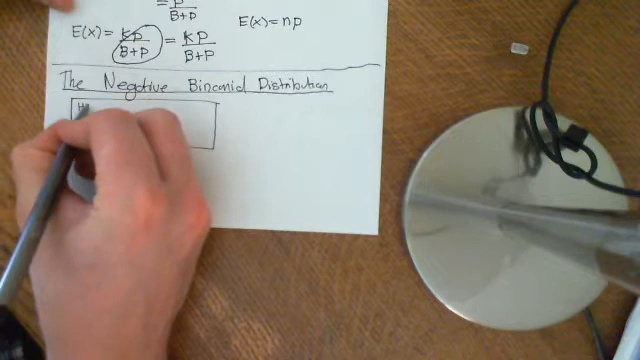 = P / B+P
E(x) = KP / B+P = KP / B+P
E(x) = np
The Negative Binomial Distribution